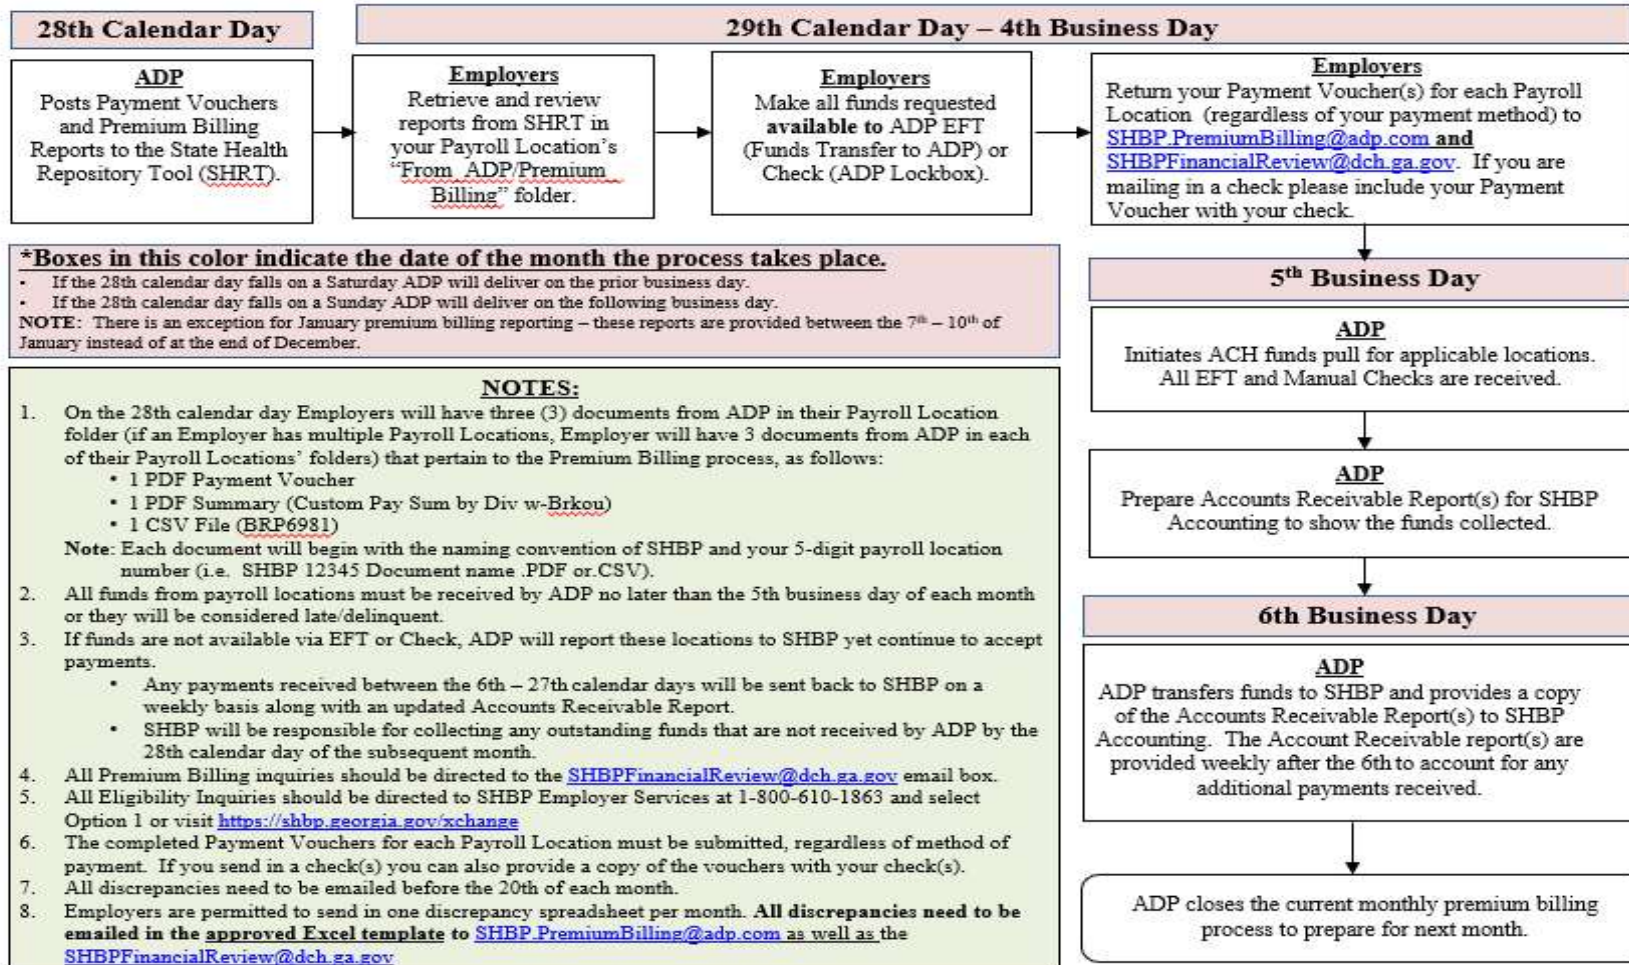 28th Calendar Day
29th Calendar Day – 4th Business Day
ADP
Posts Payment Vouchers
and Premium Billing
Reports to the State Health
Repository Tool (SHRT).
Employers
Retrieve and review
reports from SHRT in
your Payroll Location's
"From_ADP/Premium_
Billing" folder.
Employers
Make all funds requested
available to ADP EFT
(Funds Transfer to ADP) or
Check (ADP Lockbox).
Employers
Return your Payment Voucher(s) for each Payroll
Location (regardless of your payment method) to
SHBP.PremiumBilling@adp.com and
SHBPFinancialReview@dch.ga.gov. If you are
mailing in a check please include your Payment
Voucher with your check.
*Boxes in this color indicate the date of the month the process takes place.
• If the 28th calendar day falls on a Saturday ADP will deliver on the prior business day.
• If the 28th calendar day falls on a Sunday ADP will deliver on the following business day.
NOTE: There is an exception for January premium billing reporting – these reports are provided between the 7th – 10th of
January instead of at the end of December.
5th Business Day
ADP
Initiates ACH funds pull for applicable locations.
All EFT and Manual Checks are received.
ADP
Prepare Accounts Receivable Report(s) for SHBP
Accounting to show the funds collected.
6th Business Day
ADP
ADP transfers funds to SHBP and provides a copy
of the Accounts Receivable Report(s) to SHBP
Accounting. The Account Receivable report(s) are
provided weekly after the 6th to account for any
additional payments received.
ADP closes the current monthly premium billing
process to prepare for next month.
NOTES:
1. On the 28th calendar day Employers will have three (3) documents from ADP in their Payroll Location
folder (if an Employer has multiple Payroll Locations, Employer will have 3 documents from ADP in each
of their Payroll Locations' folders) that pertain to the Premium Billing process, as follows:
• 1 PDF Payment Voucher
• 1 PDF Summary (Custom Pay Sum by Div w-Brkou)
• 1 CSV File (BRP6981)
Note: Each document will begin with the naming convention of SHBP and your 5-digit payroll location
number (i.e. SHBP 12345 Document name .PDF or.CSV).
2. All funds from payroll locations must be received by ADP no later than the 5th business day of each month
or they will be considered late/delinquent.
3. If funds are not available via EFT or Check, ADP will report these locations to SHBP yet continue to accept
payments.
• Any payments received between the 6th – 27th calendar days will be sent back to SHBP on a
weekly basis along with an updated Accounts Receivable Report.
• SHBP will be responsible for collecting any outstanding funds that are not received by ADP by the
28th calendar day of the subsequent month.
4. All Premium Billing inquiries should be directed to the SHBPFinancialReview@dch.ga.gov email box.
5. All Eligibility Inquiries should be directed to SHBP Employer Services at 1-800-610-1863 and select
Option 1 or visit https://shbp.georgia.gov/xchange
6. The completed Payment Vouchers for each Payroll Location must be submitted, regardless of method of
payment. If you send in a check(s) you can also provide a copy of the vouchers with your check(s).
7. All discrepancies need to be emailed before the 20th of each month.
8. Employers are permitted to send in one discrepancy spreadsheet per month. All discrepancies need to be
emailed in the approved Excel template to SHBP.PremiumBilling@adp.com as well as the
SHBPFinancialReview@dch.ga.gov